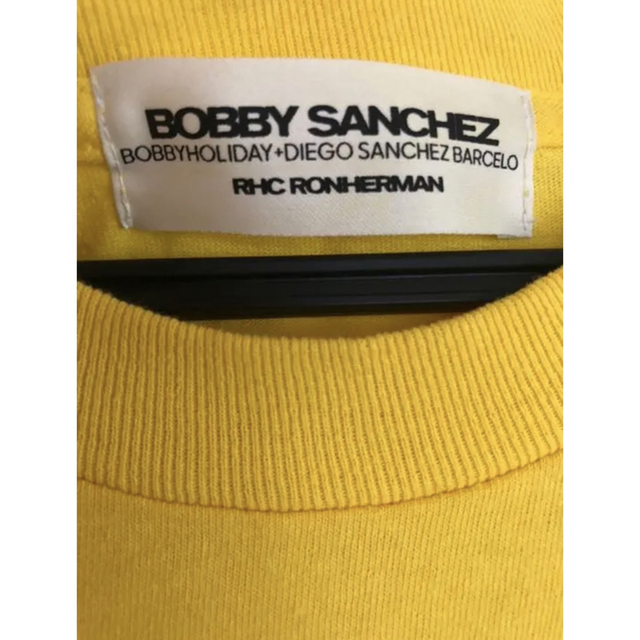 BOBBY SANCHEZ
BOBBYHOLIDAY+DIEGO SANCHEZ BARCELO
RHC RONHERMAN